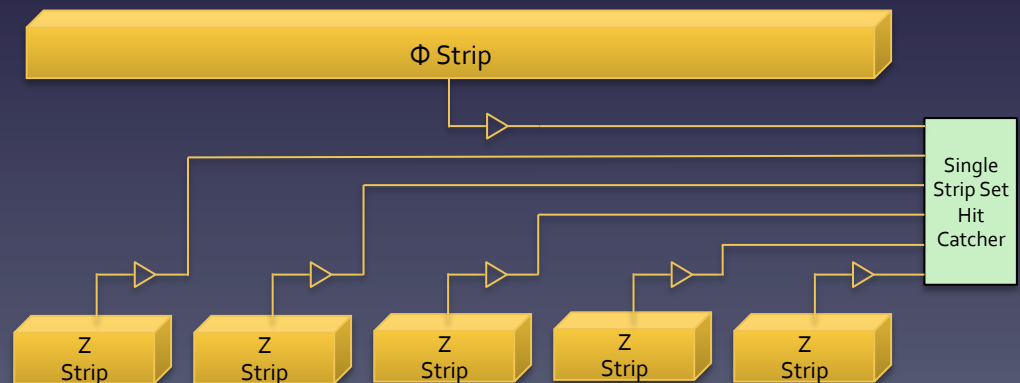 Φ Strip
Single
Strip Set
Hit
Catcher
Z
Strip
Z
Strip
Z
Strip
Z
Strip
Z
Strip